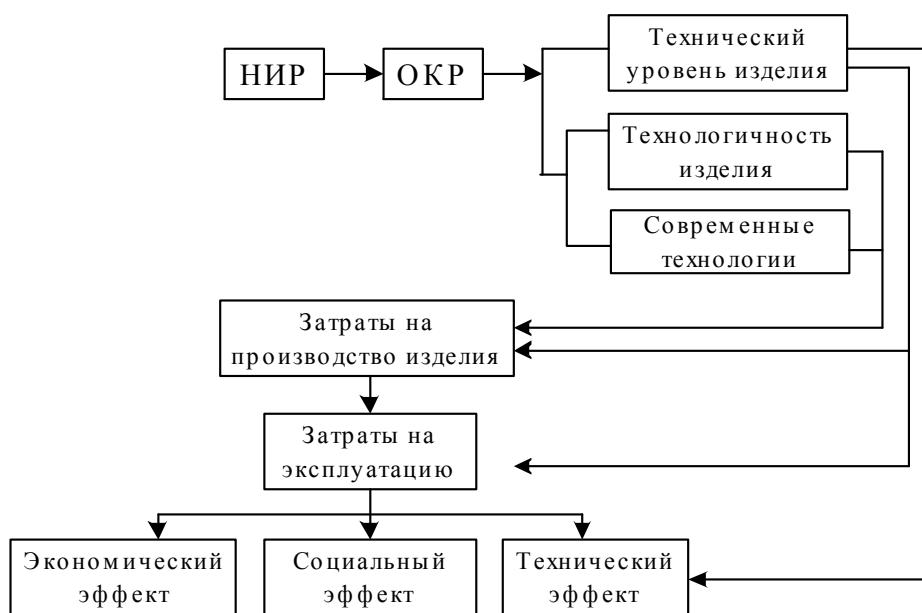 НИР
ОКР
Технический
уровень изделия
Технологичность
изделия
Современные
технологии
Затраты на
производство изделия
Затраты на
эксплуатацию
Экономический
эффект
Социальный
эффект
Технический
эффект